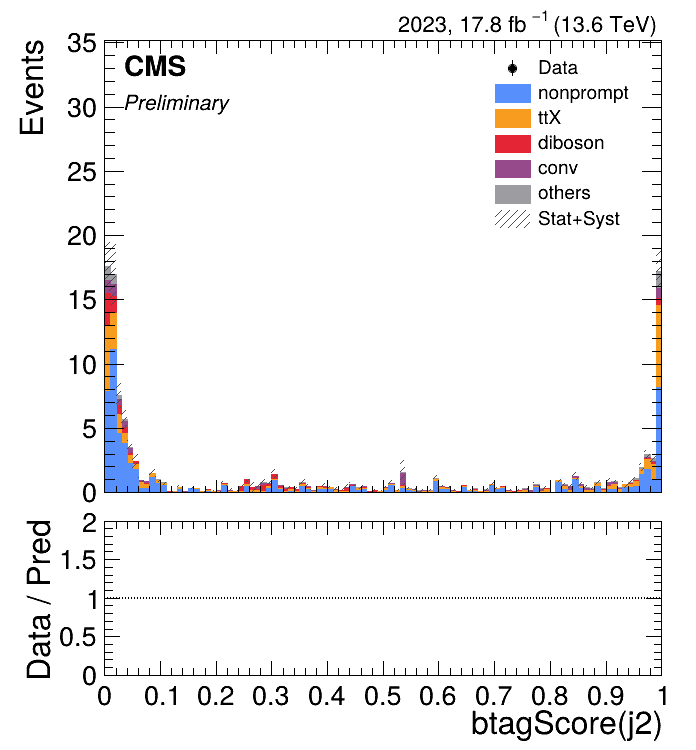 2023, 17.8 fb⁻¹ (13.6 TeV)
Events
35
30
25
20
15
10
5
0
CMS
Preliminary
Data
nonprompt
ttX
diboson
conv
others
Stat+Syst
Data / Pred
2
1.5
1
0.5
0
0 0.1 0.2 0.3 0.4 0.5 0.6 0.7 0.8 0.9 1
btagScore(j2)